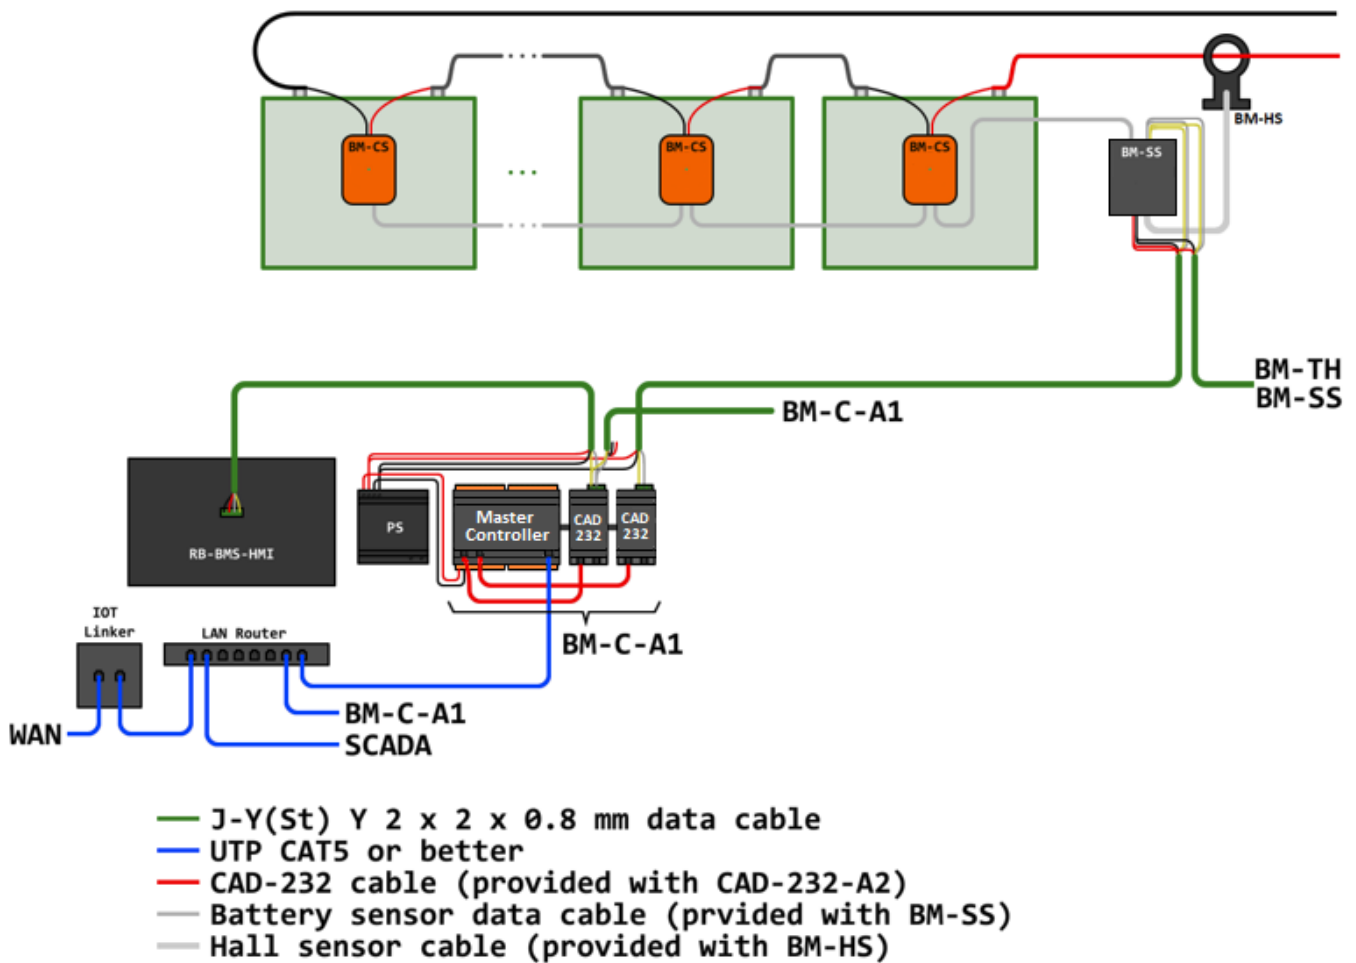 BM-CS
BM-CS
BM-CS
BM-HS
BM-SS
BM-TH
BM-SS
BM-C-A1
PS
Master
Controller
CAD
232
CAD
232
RB-BMS-HMI
BM-C-A1
IOT
Linker
LAN Router
BM-C-A1
WAN
SCADA
J-Y(St) Y 2 x 2 x 0.8 mm data cable
UTP CAT5 or better
CAD-232 cable (provided with CAD-232-A2)
Battery sensor data cable (prvided with BM-SS)
Hall sensor cable (provided with BM-HS)